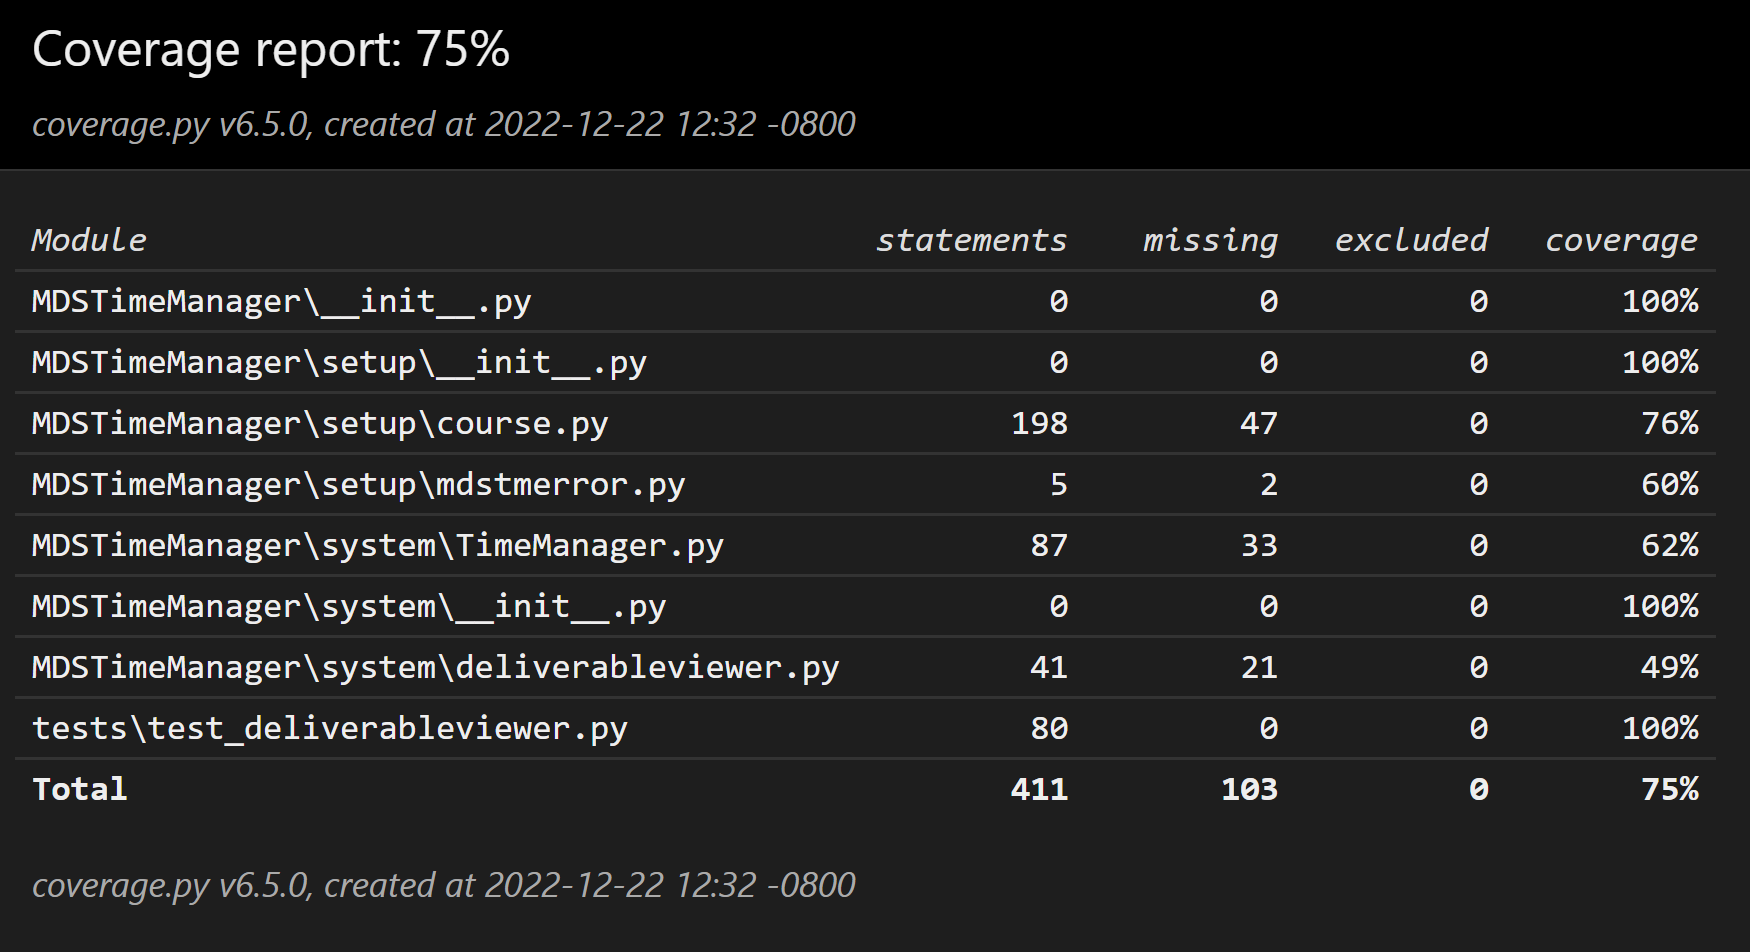 Coverage report: 75%
coverage.py v6.5.0, created at 2022-12-22 12:32 -0800
Module statements missing excluded coverage
MDSTimeManager\__init__.py 0 0 0 100%
MDSTimeManager\setup\__init__.py 0 0 0 100%
MDSTimeManager\setup\course.py 198 47 0 76%
MDSTimeManager\setup\mdstmerror.py 5 2 0 60%
MDSTimeManager\system\TimeManager.py 87 33 0 62%
MDSTimeManager\system\__init__.py 0 0 0 100%
MDSTimeManager\system\deliverableviewer.py 41 21 0 49%
tests\test_deliverableviewer.py 80 0 0 100%
Total 411 103 0 75%
coverage.py v6.5.0, created at 2022-12-22 12:32 -0800